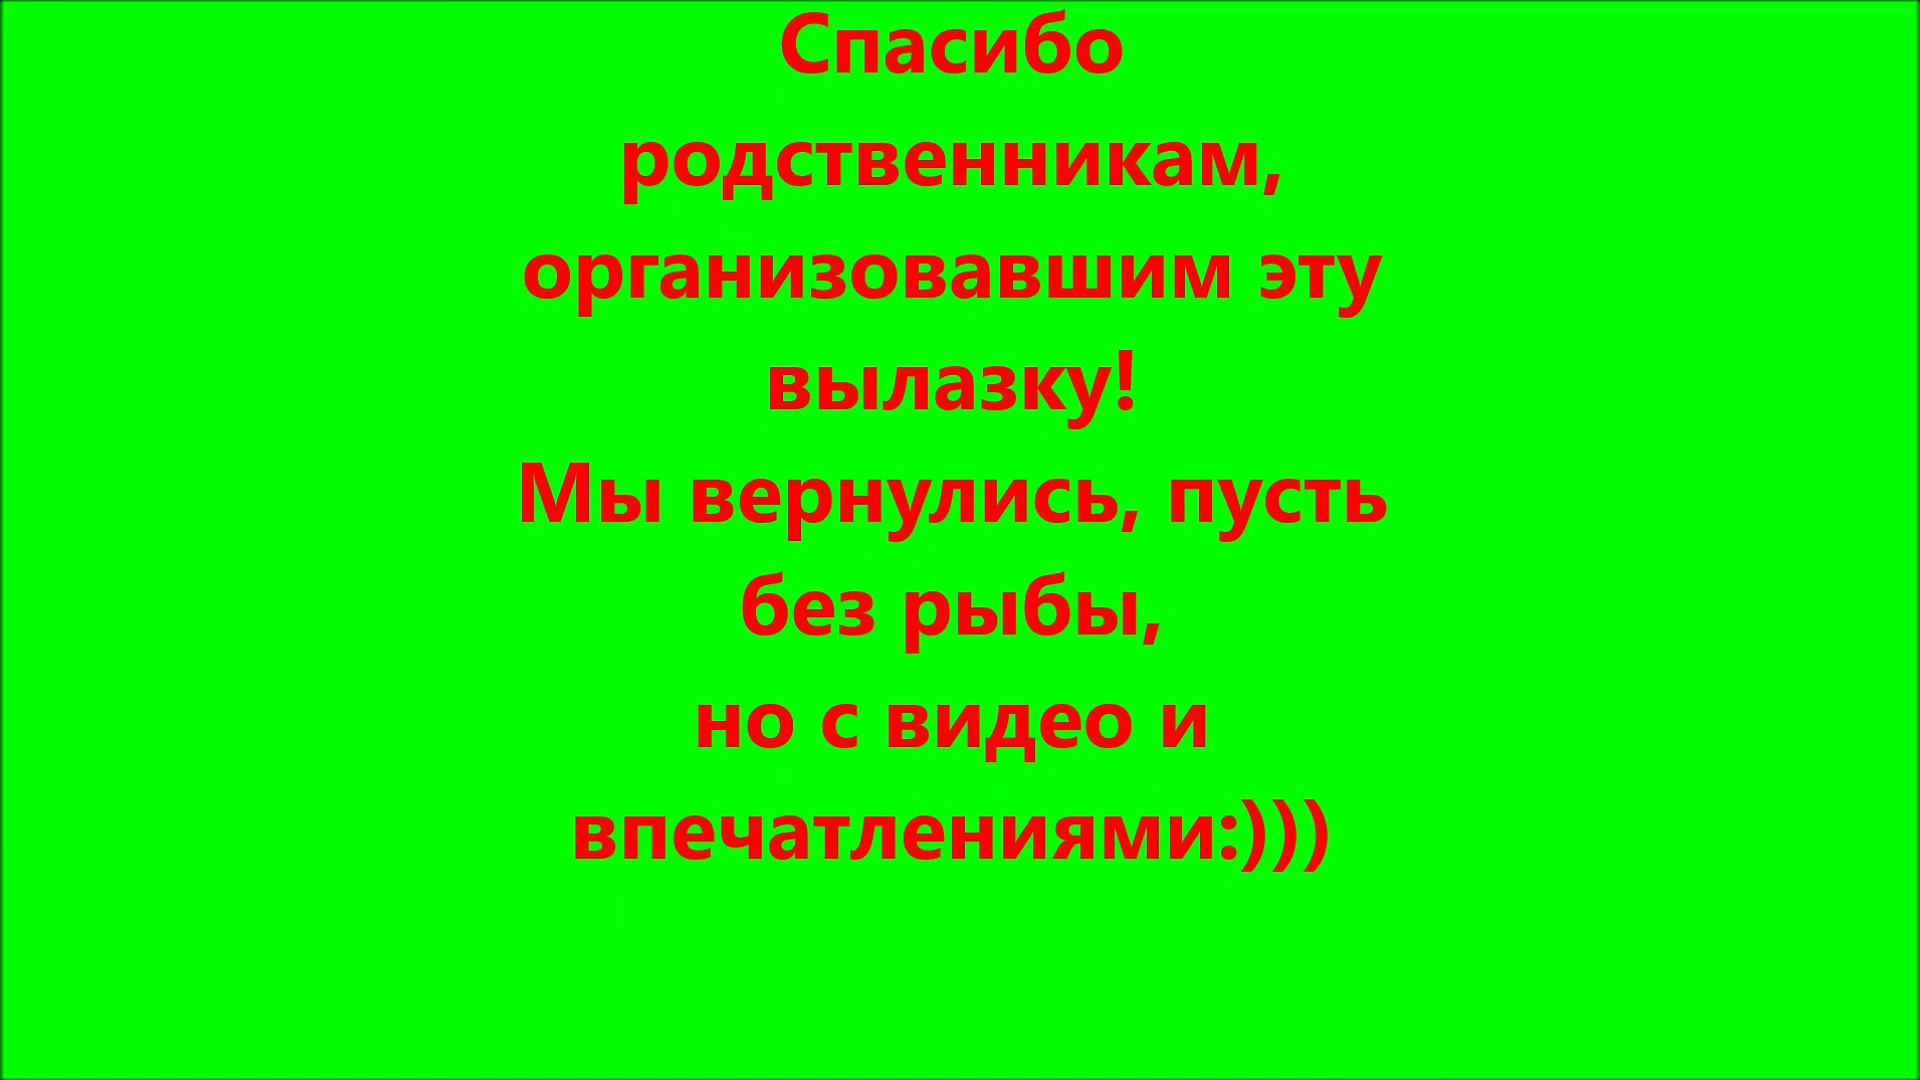 Спасибо
родственникам,
организовавшим эту
вылазку!
Мы вернулись, пусть
без рыбы,
но с видео и
впечатлениями:)))